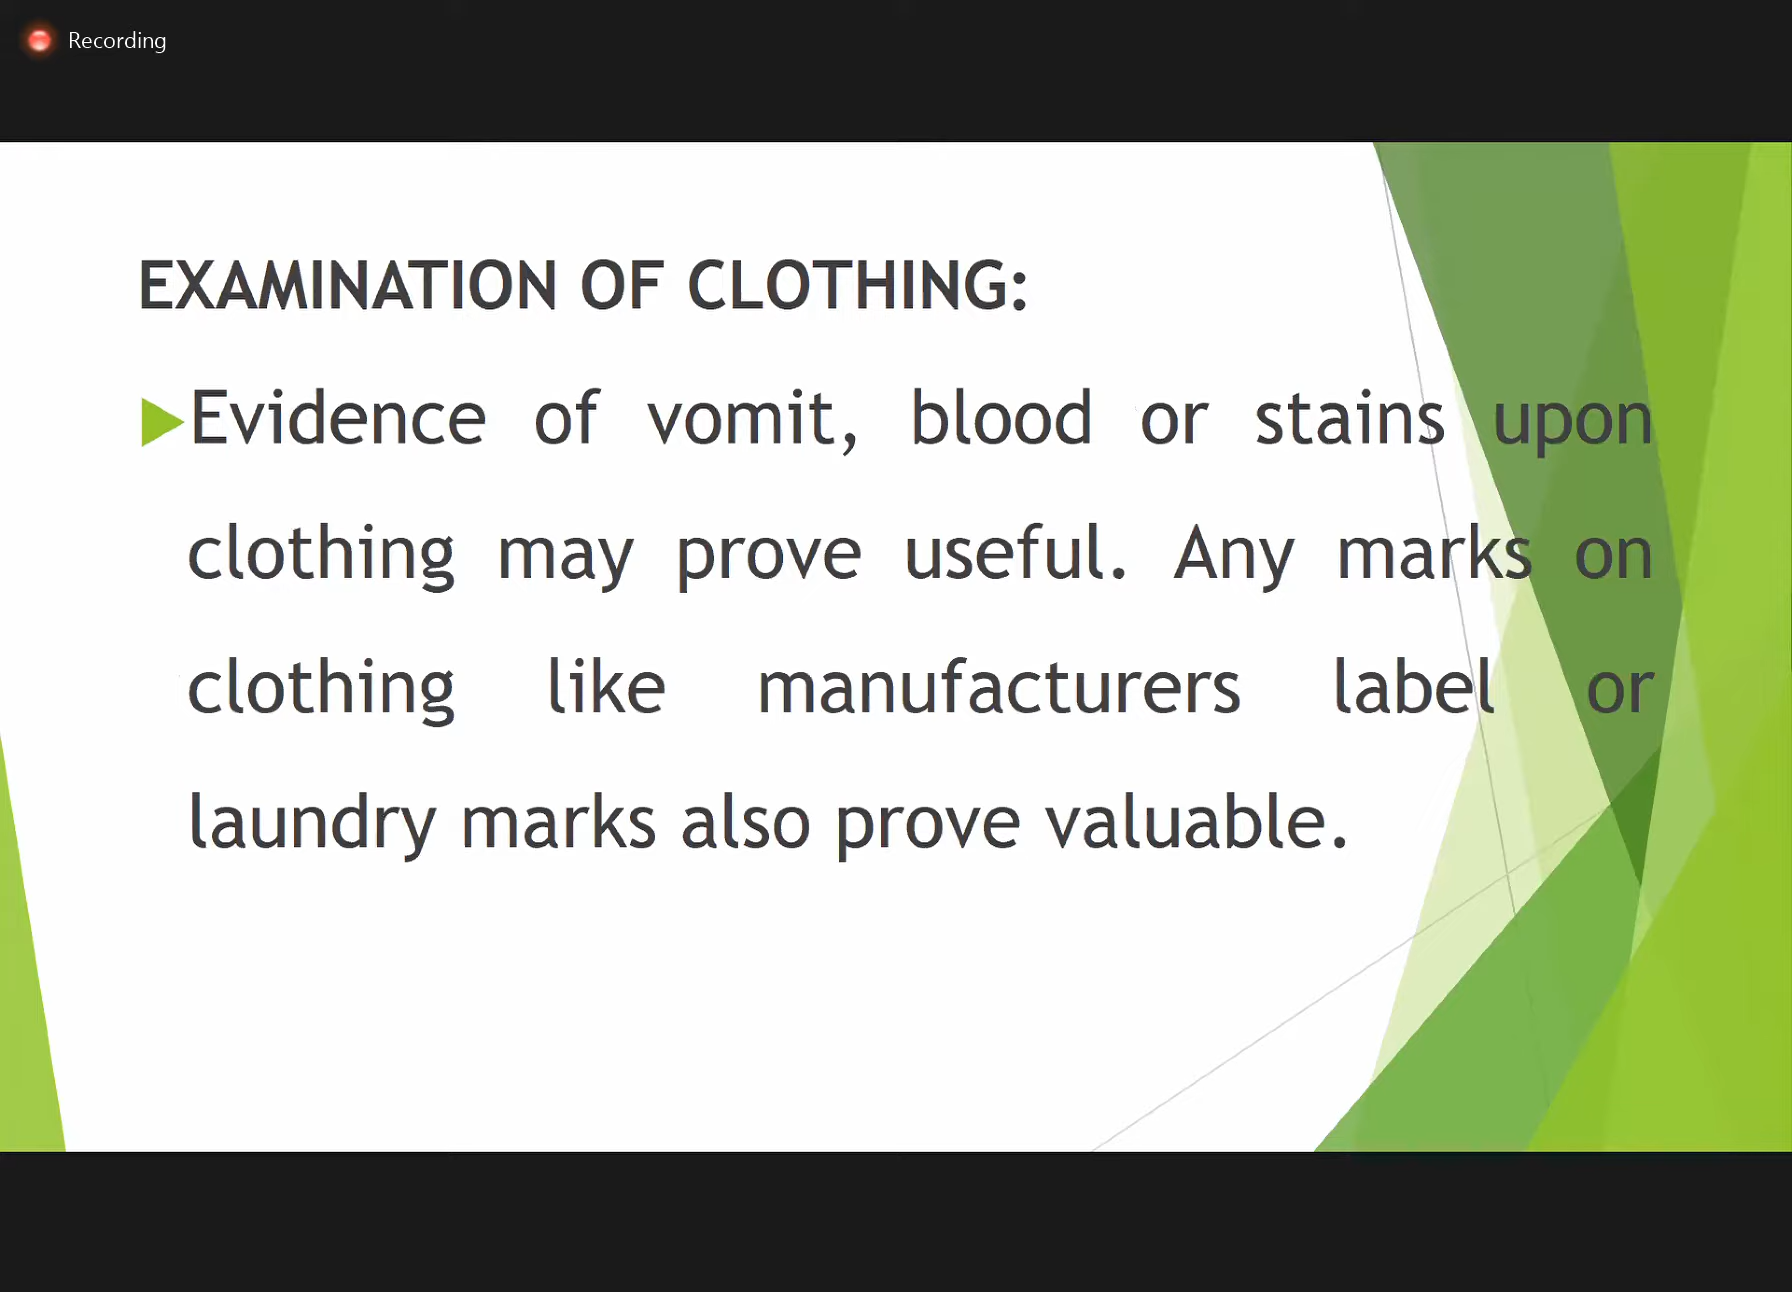 Recording
EXAMINATION OF CLOTHING:
Evidence of vomit, blood or stains upon
clothing may prove useful. Any marks on
clothing like manufacturers label or
laundry marks also prove valuable.